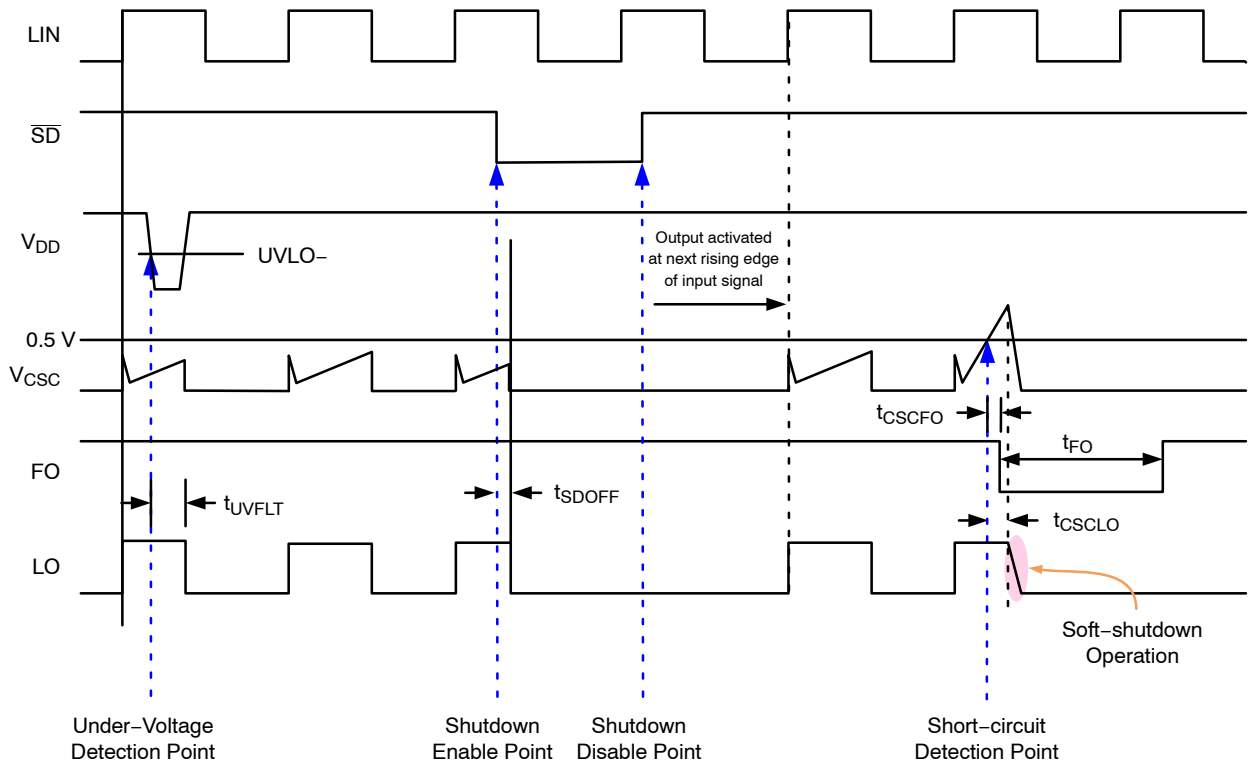 LIN
SD
VDD
UVLO−
Output activated
at next rising edge
of input signal
0.5 V
VCSC
tCSCFO
FO
tFO
tUVFLT
tSDOFF
tCSCLO
LO
Soft−shutdown
Operation
Under−Voltage
Detection Point
Shutdown
Enable Point
Shutdown
Disable Point
Short−circuit
Detection Point